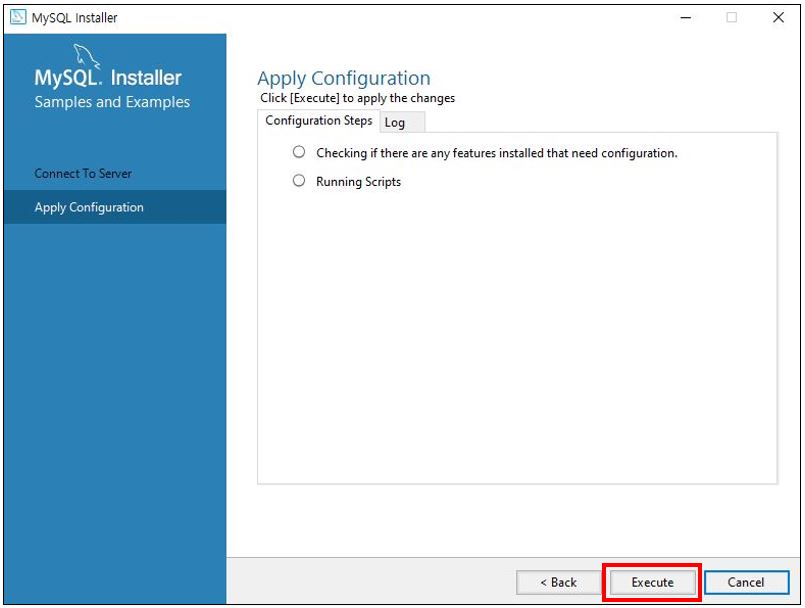 MySQL Installer
MySQL. Installer
Samples and Examples
Connect To Server
Apply Configuration
Apply Configuration
Click [Execute] to apply the changes
Configuration Steps
Log
Checking if there are any features installed that need configuration.
Running Scripts
< Back
Execute
Cancel